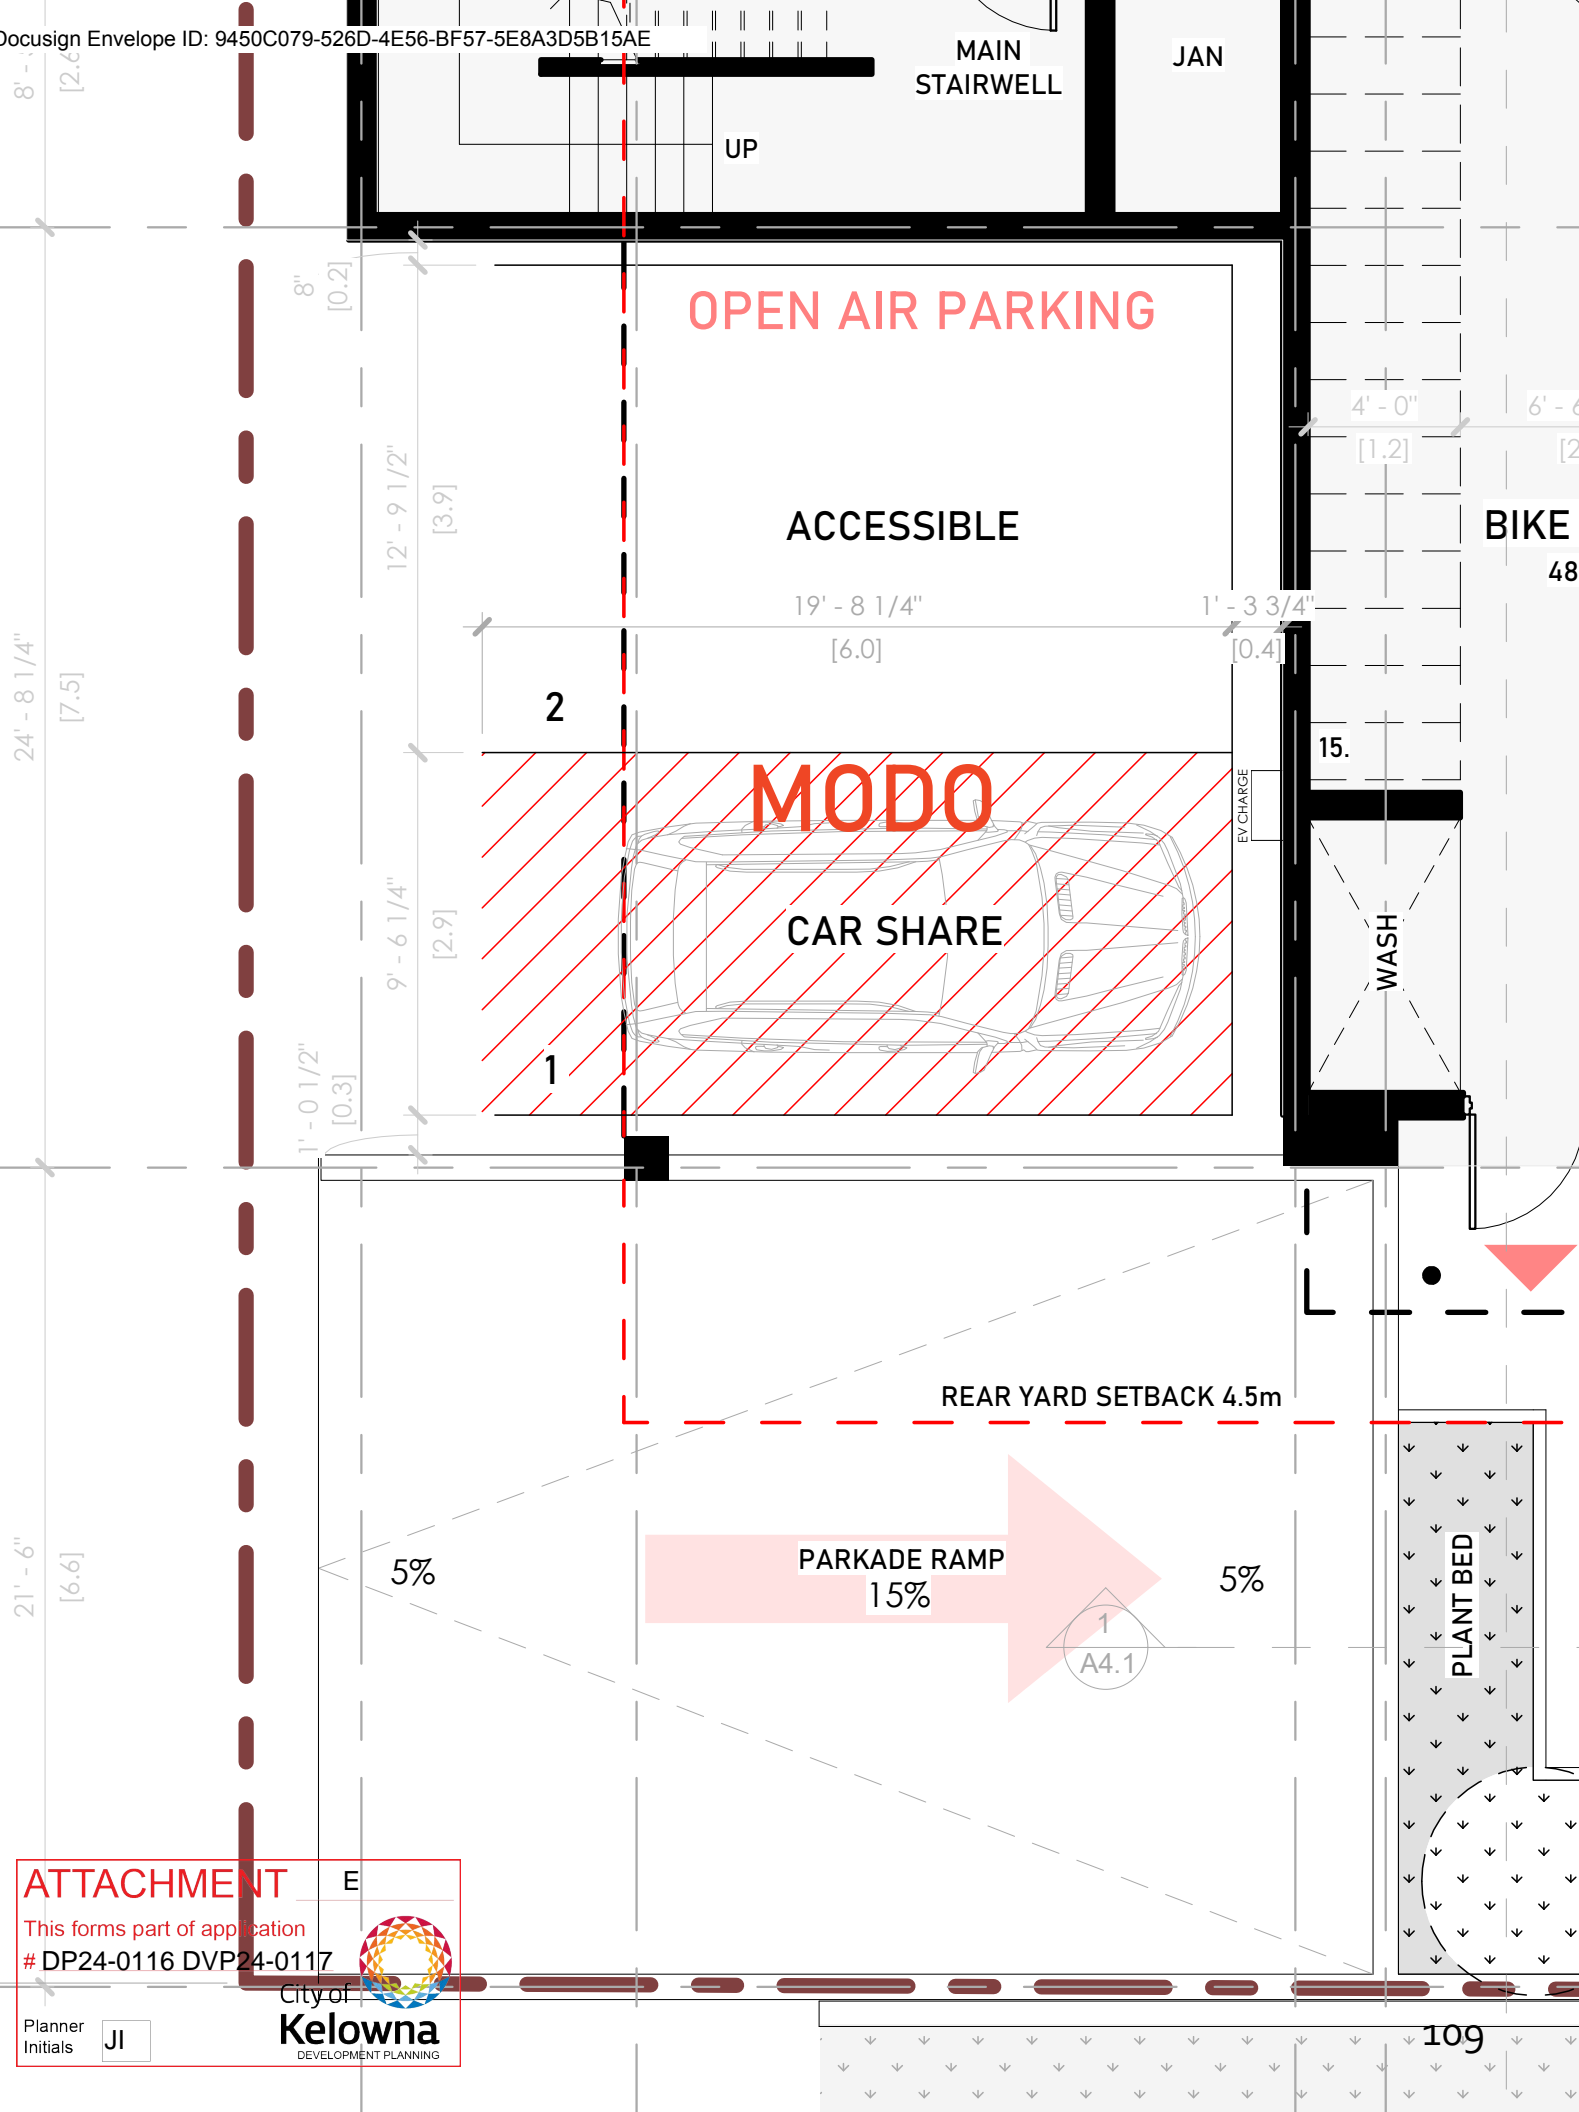 Docusign Envelope ID: 9450C079-526D-4E56-BF57-5E8A3D5B15AE
MAIN
STAIRWELL
JAN
UP
8"
[0.2]
OPEN AIR PARKING
4' - 0"
[1.2]
12' - 9 1/2"
[3.9]
ACCESSIBLE
BIKE
48
19' - 8 1/4"
[6.0]
1' - 3 3/4"
[0.4]
24' - 8 1/4"
[7.5]
2
15.
MODO
EV CHARGE
9' - 6 1/4"
[2.9]
CAR SHARE
WASH
1
1' - 0 1/2"
[0.3]
REAR YARD SETBACK 4.5m
21' - 6"
[6.6]
5%
PARKADE RAMP
15%
5%
1
A4.1
PLANT BED
ATTACHMENT E
This forms part of application
# DP24-0116 DVP24-0117
City of
Kelowna
DEVELOPMENT PLANNING
Planner
Initials JI
109